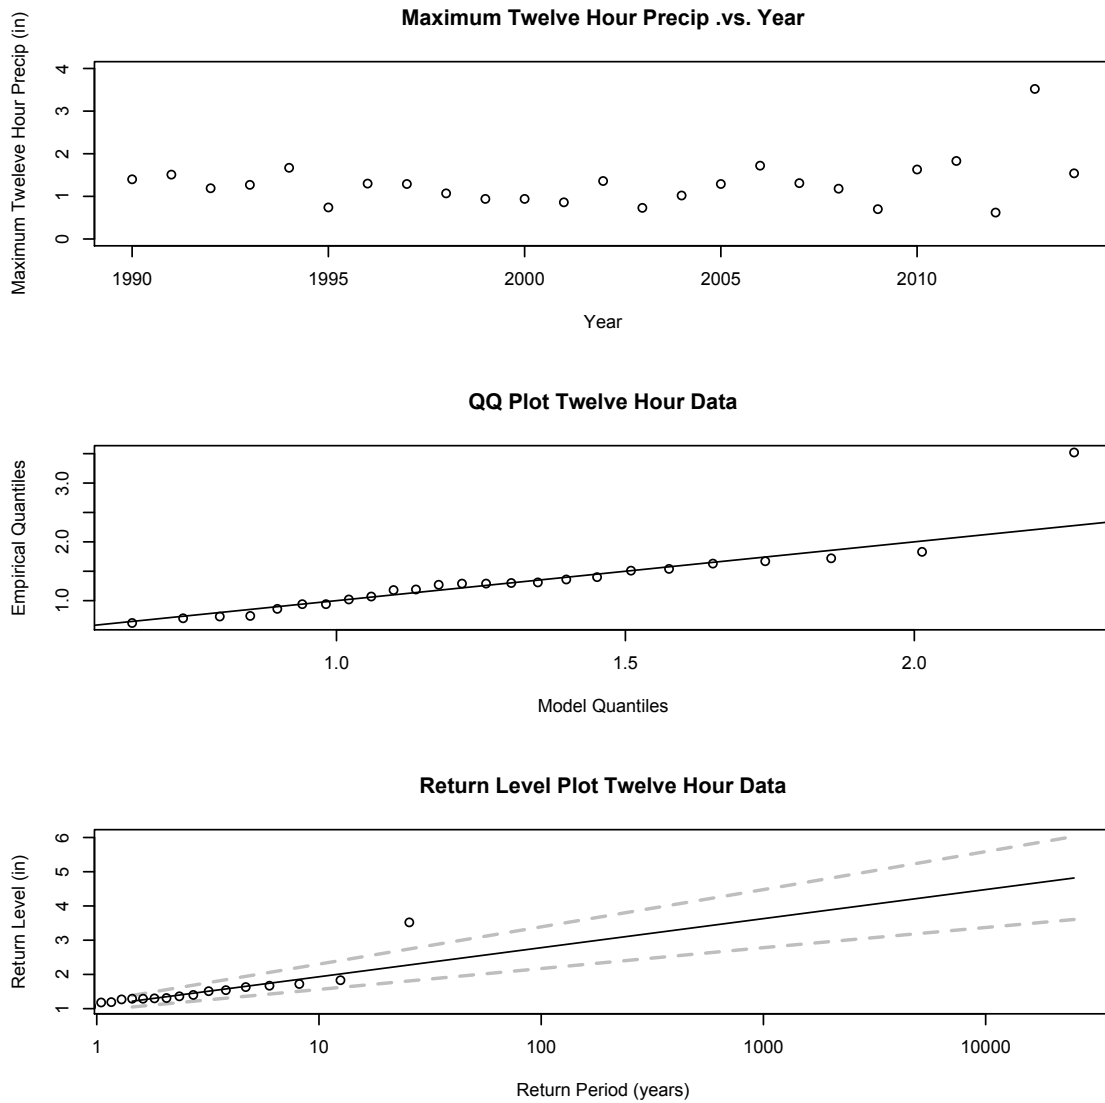 Maximum Twelve Hour Precip .vs. Year
Maximum Tweleve Hour Precip (in)
4
3
2
1
0
1990 1995 2000 2005 2010
Year
QQ Plot Twelve Hour Data
Empirical Quantiles
3.0
2.0
1.0
1.0 1.5 2.0
Model Quantiles
Return Level Plot Twelve Hour Data
Return Level (in)
6
5
4
3
2
1
1 10 100 1000 10000
Return Period (years)